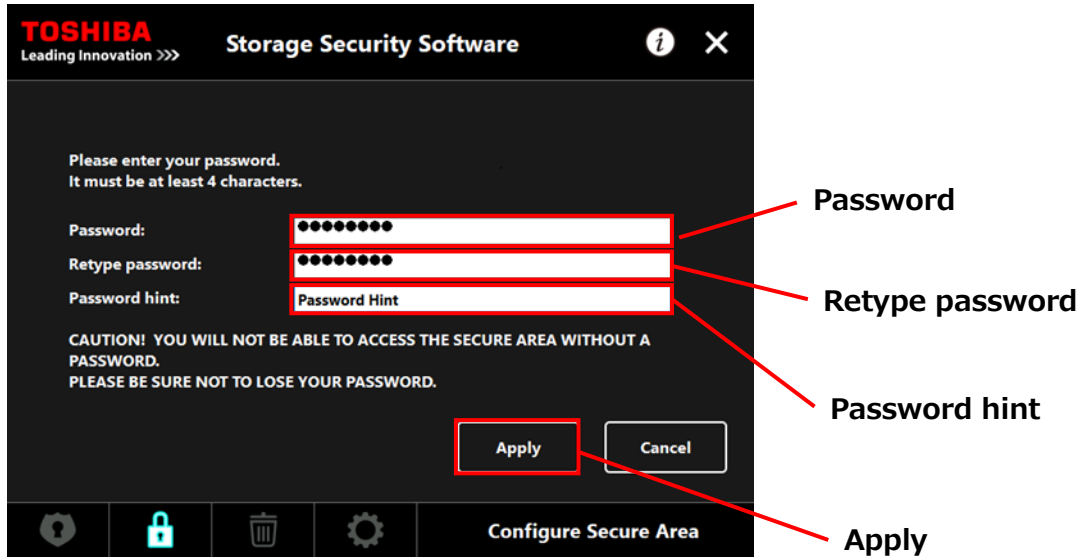 TOSHIBA
Leading Innovation >>>
Storage Security Software
i
Please enter your password.
It must be at least 4 characters.
Password:
●●●●●●●●
Password
Retype password:
●●●●●●●●
Retype password
Password hint:
Password Hint
Password hint
CAUTION! YOU WILL NOT BE ABLE TO ACCESS THE SECURE AREA WITHOUT A
PASSWORD.
PLEASE BE SURE NOT TO LOSE YOUR PASSWORD.
Apply
Cancel
Configure Secure Area
Apply